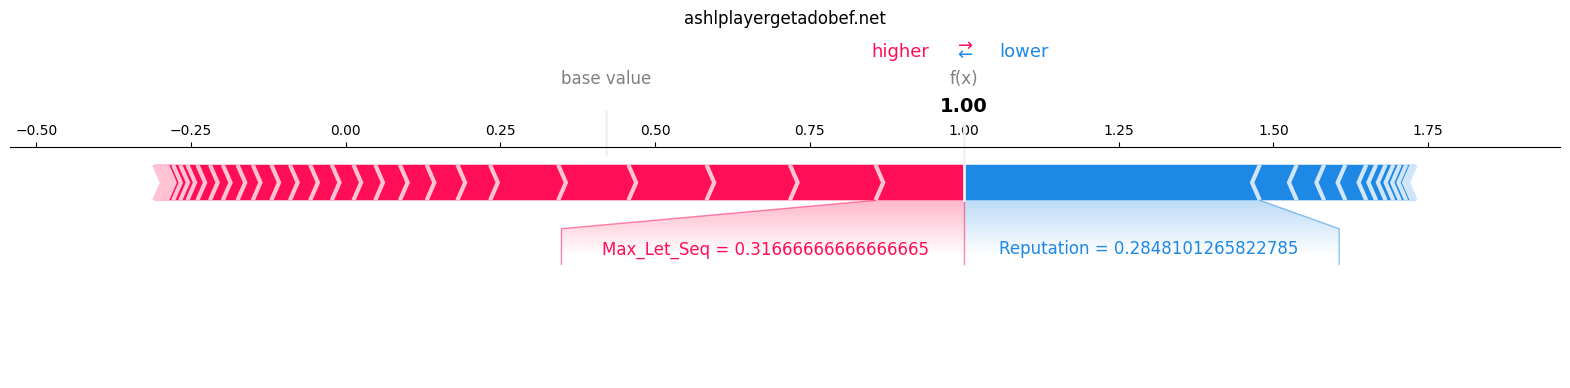 ashlplayergetadobef.net
higher ⇄ lower
base value f(x)
1.00
−0.50 −0.25 0.00 0.25 0.50 0.75 1.00 1.25 1.50 1.75
Max_Let_Seq = 0.31666666666666665 Reputation = 0.2848101265822785